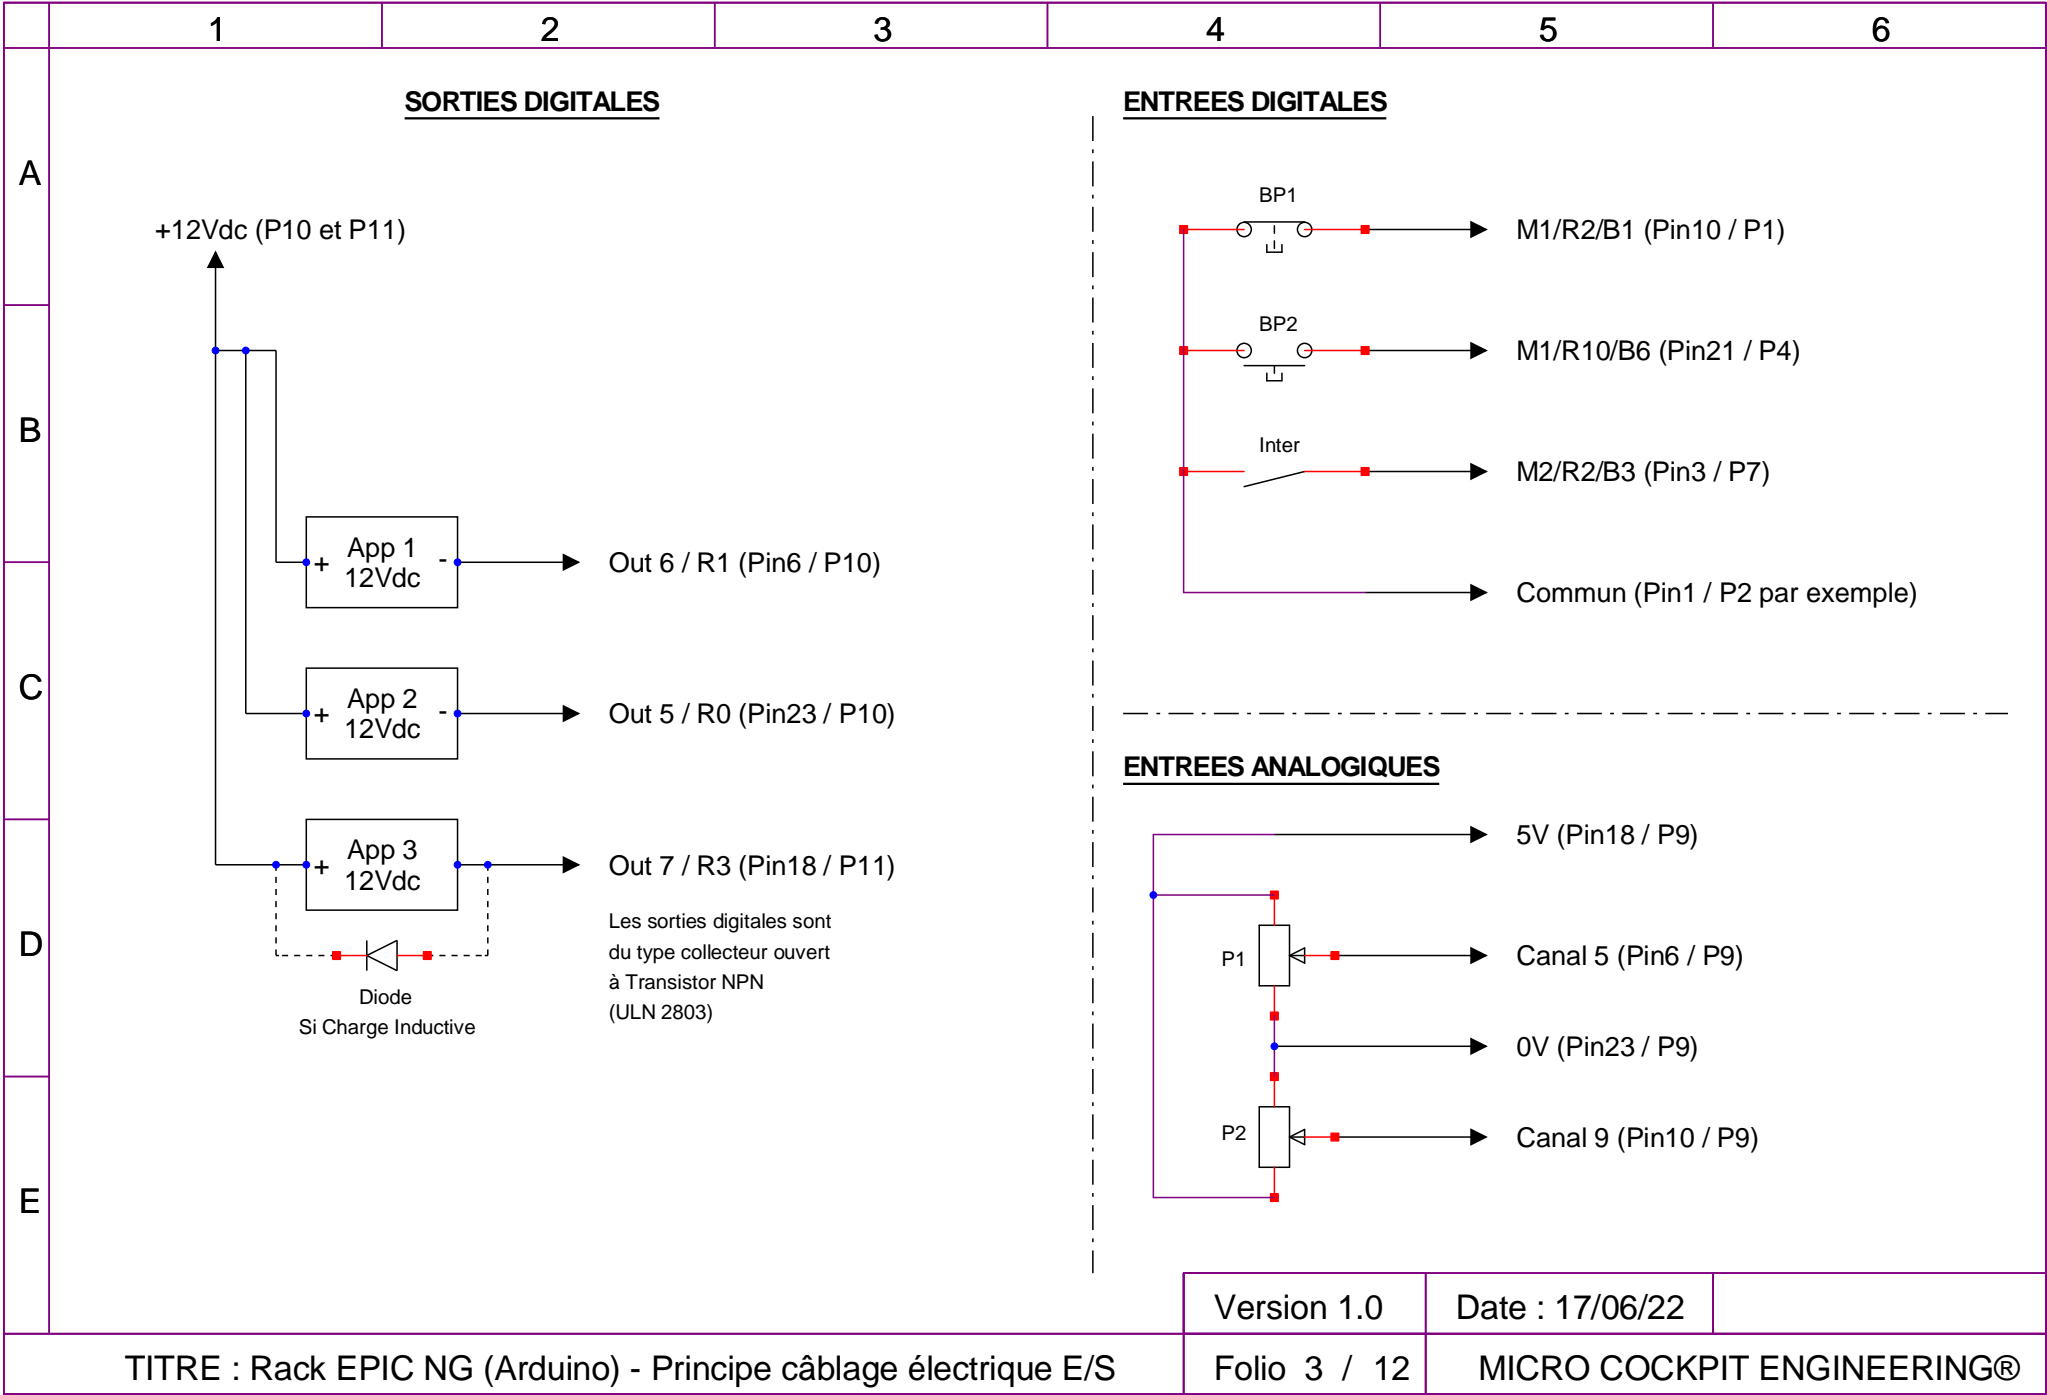 1 2 3 4 5 6
A
B
C
D
E
SORTIES DIGITALES
+12Vdc (P10 et P11)
+ App 1 -
12Vdc
Out 6 / R1 (Pin6 / P10)
+ App 2 -
12Vdc
Out 5 / R0 (Pin23 / P10)
+ App 3
12Vdc
Out 7 / R3 (Pin18 / P11)
Les sorties digitales sont
du type collecteur ouvert
à Transistor NPN
(ULN 2803)
Diode
Si Charge Inductive
ENTREES DIGITALES
BP1
M1/R2/B1 (Pin10 / P1)
BP2
M1/R10/B6 (Pin21 / P4)
Inter
M2/R2/B3 (Pin3 / P7)
Commun (Pin1 / P2 par exemple)
ENTREES ANALOGIQUES
5V (Pin18 / P9)
P1
Canal 5 (Pin6 / P9)
0V (Pin23 / P9)
P2
Canal 9 (Pin10 / P9)
Version 1.0
Date : 17/06/22
TITRE : Rack EPIC NG (Arduino) - Principe câblage électrique E/S
Folio 3 / 12
MICRO COCKPIT ENGINEERING®